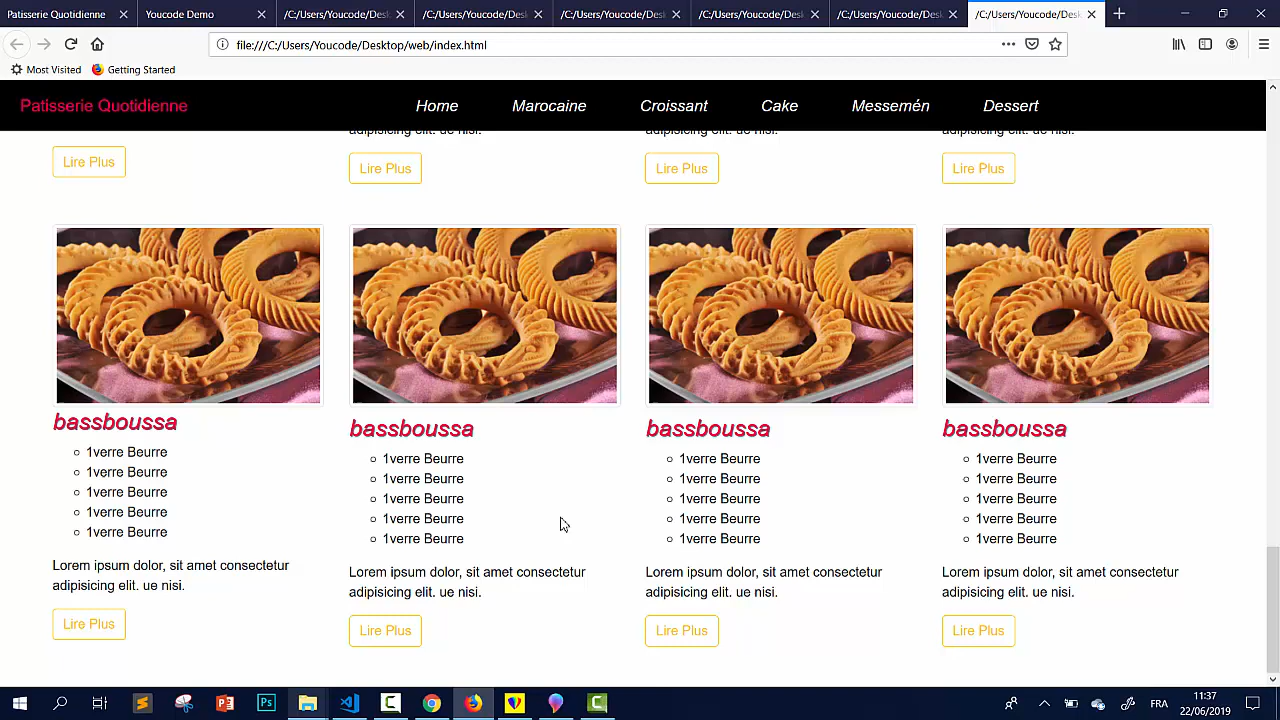 Patisserie Quotidienne
Youcode Demo
/C:/Users/Youcode/Desk
/C:/Users/Youcode/Desk
/C:/Users/Youcode/Desk
/C:/Users/Youcode/Desk
/C:/Users/Youcode/Desk
/C:/Users/Youcode/Desk
file:///C:/Users/Youcode/Desktop/web/index.html
Most Visited
Getting Started
Patisserie Quotidienne Home Marocaine Croissant Cake Messemén Dessert
adipisicing elit. ue nisi.
adipisicing elit. ue nisi.
adipisicing elit. ue nisi.
Lire Plus
Lire Plus
Lire Plus
Lire Plus
bassboussa
1verre Beurre
1verre Beurre
1verre Beurre
1verre Beurre
1verre Beurre
Lorem ipsum dolor, sit amet consectetur
adipisicing elit. ue nisi.
Lire Plus
bassboussa
1verre Beurre
1verre Beurre
1verre Beurre
1verre Beurre
1verre Beurre
Lorem ipsum dolor, sit amet consectetur
adipisicing elit. ue nisi.
Lire Plus
bassboussa
1verre Beurre
1verre Beurre
1verre Beurre
1verre Beurre
1verre Beurre
Lorem ipsum dolor, sit amet consectetur
adipisicing elit. ue nisi.
Lire Plus
bassboussa
1verre Beurre
1verre Beurre
1verre Beurre
1verre Beurre
1verre Beurre
Lorem ipsum dolor, sit amet consectetur
adipisicing elit. ue nisi.
Lire Plus
FRA
11:37
22/06/2019